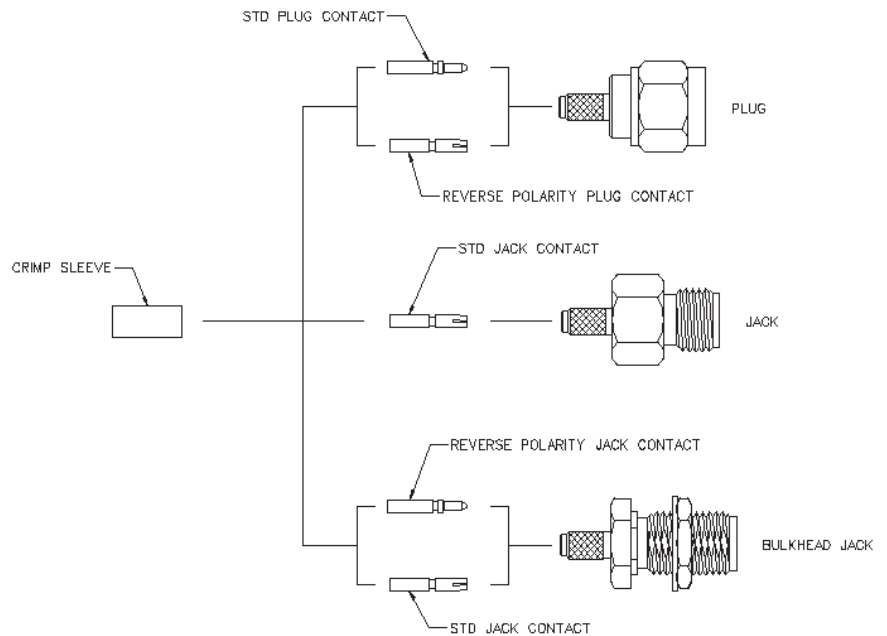 STD PLUG CONTACT
PLUG
REVERSE POLARITY PLUG CONTACT
STD JACK CONTACT
CRIMP SLEEVE
JACK
REVERSE POLARITY JACK CONTACT
BULKHEAD JACK
STD JACK CONTACT